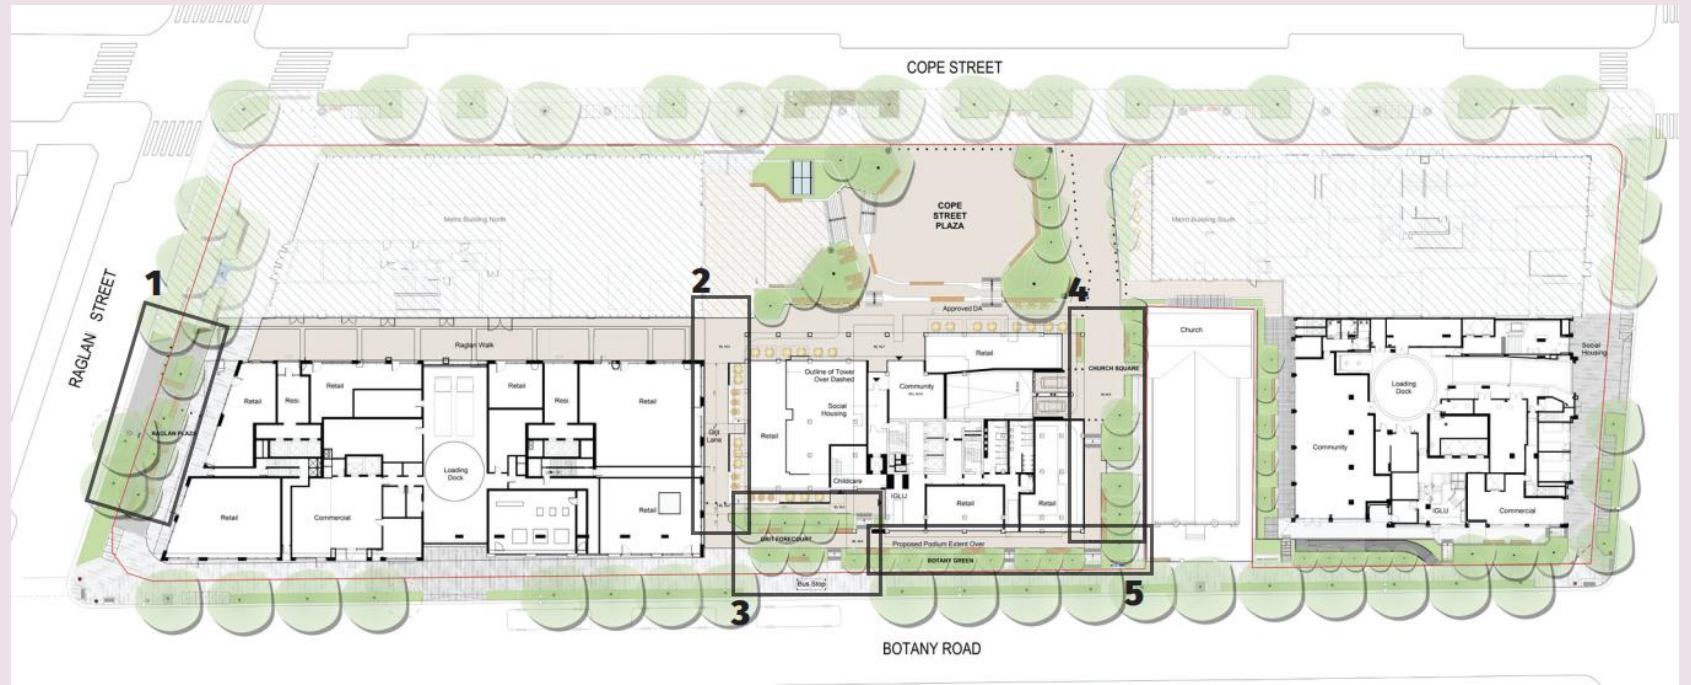 COPE STREET
Metro Building North
COPE
STREET
PLAZA
Metro Building South
RAGLAN STREET
1
2
4
Approved DA
Raglan Walk
Church
Retail
Outline of Tower
Over Dashed
Community
CHURCH SQUARE
Social
Housing
Loading
Dock
Retail
Resi
Retail
Retail
Resi
Retail
Social
Housing
Retail
RAGLAN PLAZA
Grit
Lane
Community
Loading
Dock
Childcare
IGLU
Retail
Commercial
Retail
Retail
Retail
IGLU
Commercial
GRIT FORECOURT
Proposed Podium Extent Over
BOTANY GREEN
Bus Stop
3
5
BOTANY ROAD